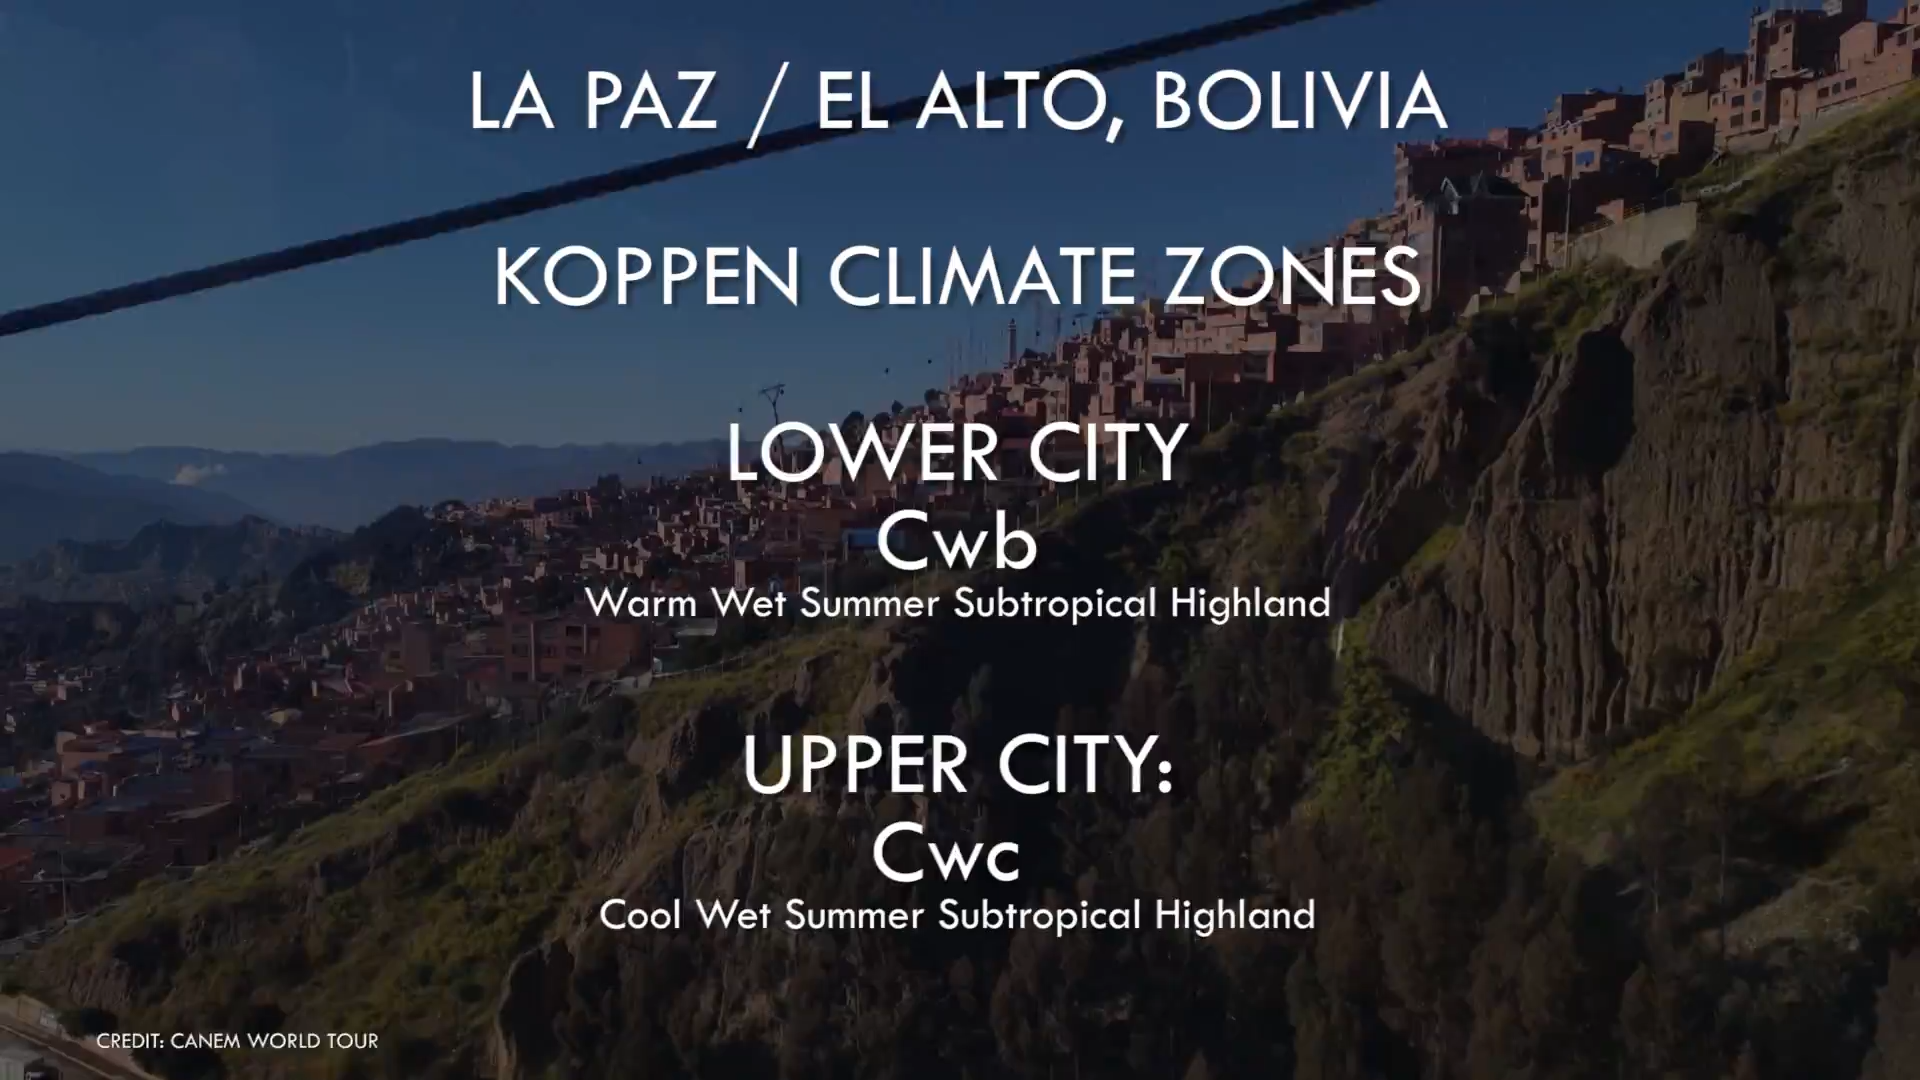 LA PAZ / EL ALTO, BOLIVIA
KOPPEN CLIMATE ZONES
LOWER CITY
Cwb
Warm Wet Summer Subtropical Highland
UPPER CITY:
Cwc
Cool Wet Summer Subtropical Highland
CREDIT: CANEM WORLD TOUR